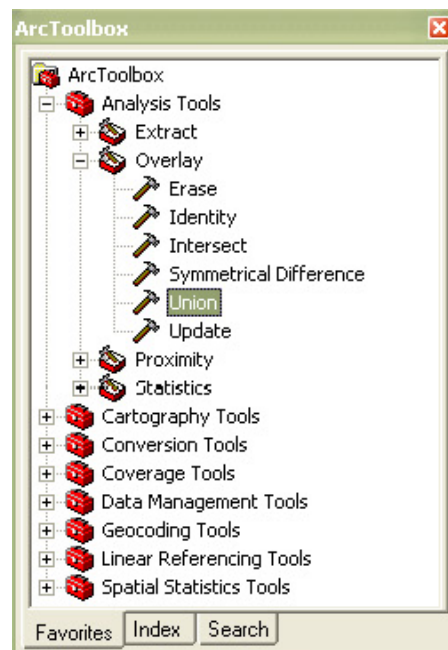 ArcToolbox
ArcToolbox
Analysis Tools
Extract
Overlay
Erase
Identity
Intersect
Symmetrical Difference
Union
Update
Proximity
Statistics
Cartography Tools
Conversion Tools
Coverage Tools
Data Management Tools
Geocoding Tools
Linear Referencing Tools
Spatial Statistics Tools
Favorites Index Search